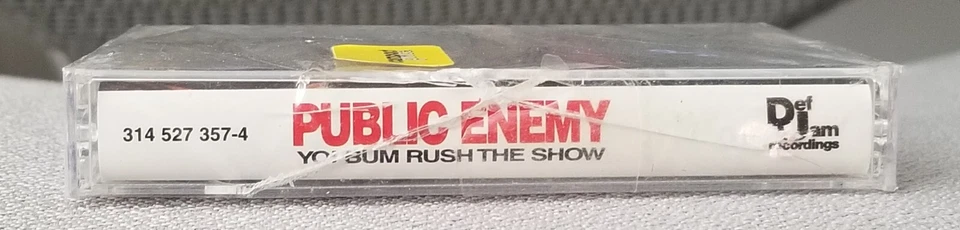 314 527 357-4
PUBLIC ENEMY
YO! BUM RUSH THE SHOW
Def
Jam
recordings